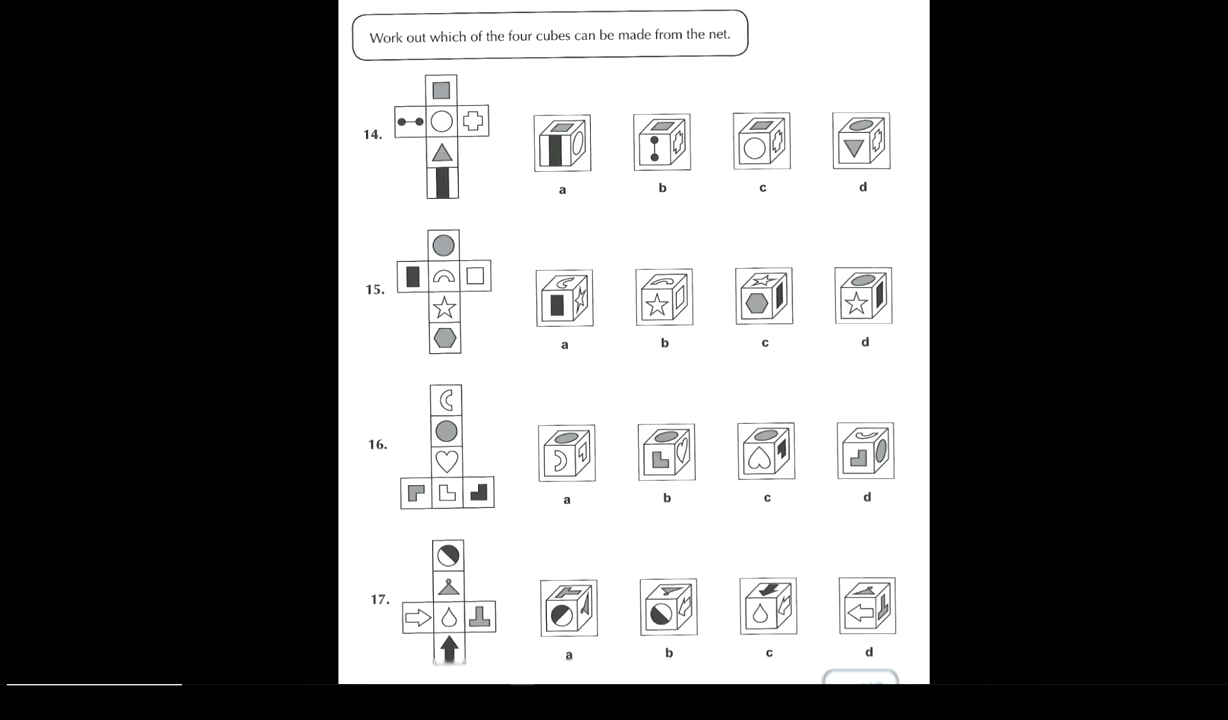 Work out which of the four cubes can be made from the net.
14.
a b c d
15.
a b c d
16.
a b c d
17.
a b c d